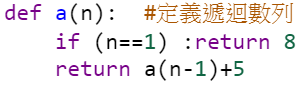 def a(n):  #定義遞迴數列
    if (n==1) :return 8
    return a(n-1)+5